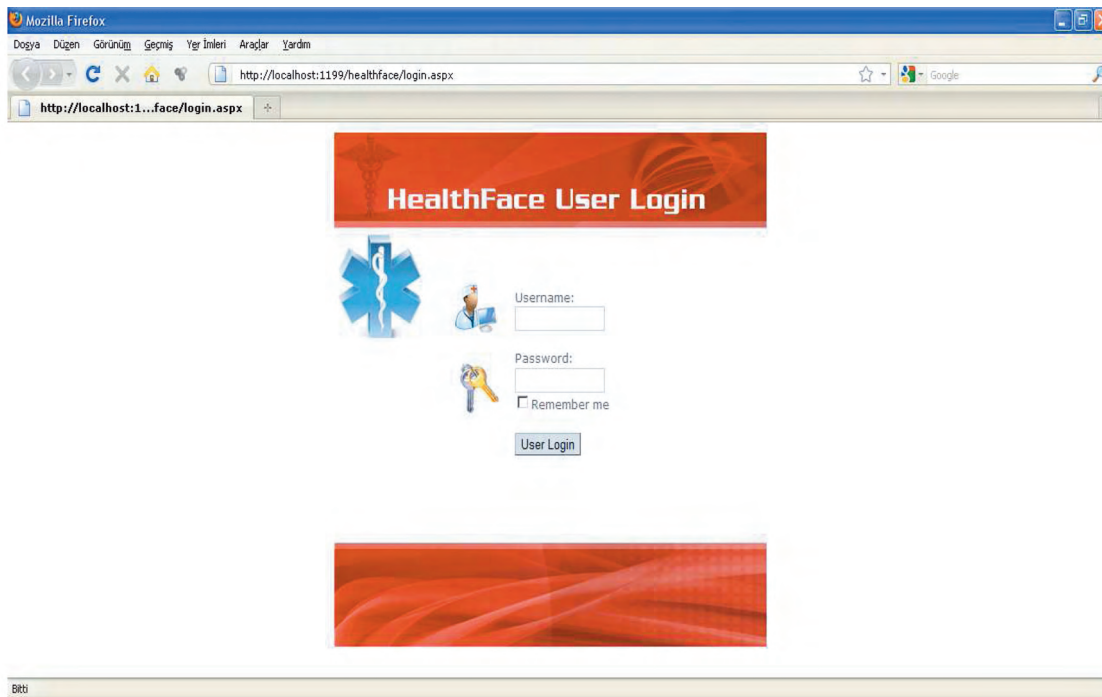 Mozilla Firefox
Dosya Düzen Görünüm Geçmiş Yer İmleri Araçlar Yardım
http://localhost:1199/healthface/login.aspx
Google
http://localhost:1...face/login.aspx
HealthFace User Login
Username:
Password:
Remember me
User Login
Bitti